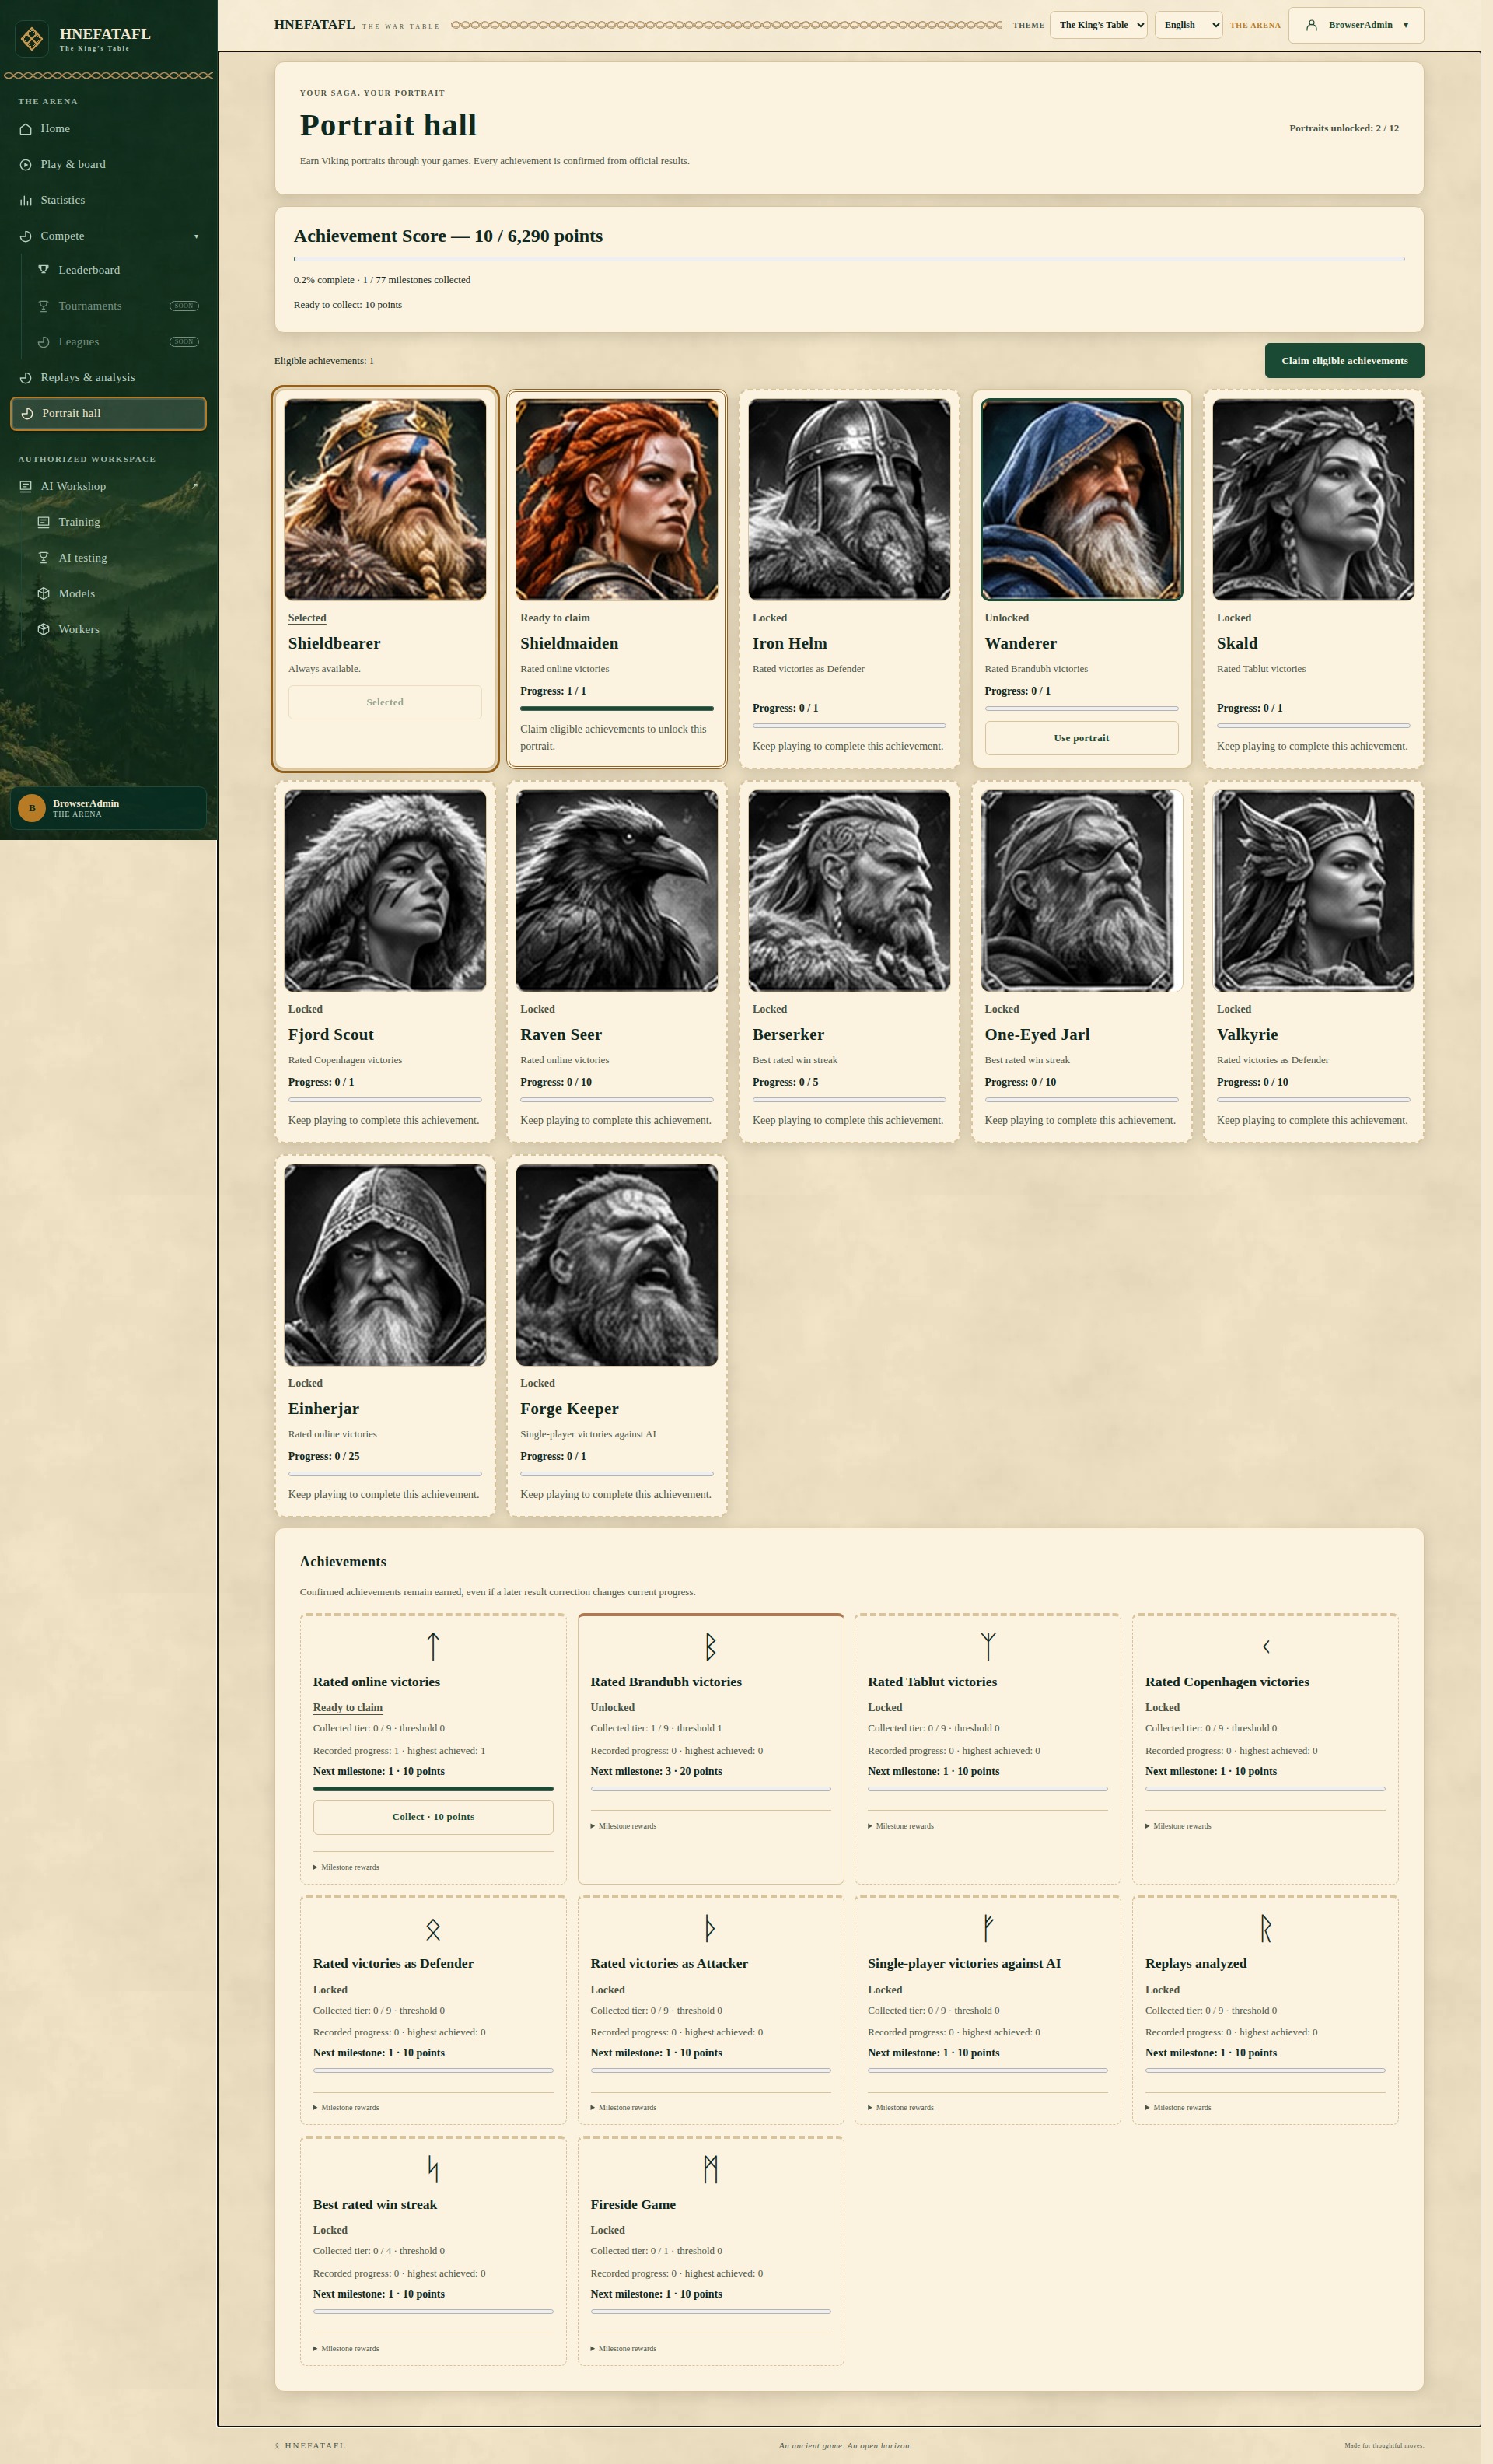 HNEFATAFL
The King's Table
THE ARENA
Home
Play & board
Statistics
Compete
Leaderboard
Tournaments SOON
Leagues SOON
Replays & analysis
Portrait hall
AUTHORIZED WORKSPACE
AI Workshop ↗
Training
AI testing
Models
Workers
B BrowserAdmin
THE ARENA
HNEFATAFL THE WAR TABLE THEME The King's Table English THE ARENA BrowserAdmin
YOUR SAGA, YOUR PORTRAIT
Portrait hall
Portraits unlocked: 2 / 12
Earn Viking portraits through your games. Every achievement is confirmed from official results.
Achievement Score — 10 / 6,290 points
0.2% complete · 1 / 77 milestones collected
Ready to collect: 10 points
Eligible achievements: 1
Claim eligible achievements
Selected
Shieldbearer
Always available.
Selected
Ready to claim
Shieldmaiden
Rated online victories
Progress: 1 / 1
Claim eligible achievements to unlock this
portrait.
Locked
Iron Helm
Rated victories as Defender
Progress: 0 / 1
Keep playing to complete this achievement.
Unlocked
Wanderer
Rated Brandubh victories
Progress: 0 / 1
Use portrait
Locked
Skald
Rated Tablut victories
Progress: 0 / 1
Keep playing to complete this achievement.
Locked
Fjord Scout
Rated Copenhagen victories
Progress: 0 / 1
Keep playing to complete this achievement.
Locked
Raven Seer
Rated online victories
Progress: 0 / 10
Keep playing to complete this achievement.
Locked
Berserker
Best rated win streak
Progress: 0 / 5
Keep playing to complete this achievement.
Locked
One-Eyed Jarl
Best rated win streak
Progress: 0 / 10
Keep playing to complete this achievement.
Locked
Valkyrie
Rated victories as Defender
Progress: 0 / 10
Keep playing to complete this achievement.
Locked
Einherjar
Rated online victories
Progress: 0 / 25
Keep playing to complete this achievement.
Locked
Forge Keeper
Single-player victories against AI
Progress: 0 / 1
Keep playing to complete this achievement.
Achievements
Confirmed achievements remain earned, even if a later result correction changes current progress.
ᛏ
Rated online victories
Ready to claim
Collected tier: 0 / 9 · threshold 0
Recorded progress: 1 · highest achieved: 1
Next milestone: 1 · 10 points
Collect · 10 points
Milestone rewards
ᛒ
Rated Brandubh victories
Unlocked
Collected tier: 1 / 9 · threshold 1
Recorded progress: 0 · highest achieved: 0
Next milestone: 3 · 20 points
Milestone rewards
ᛉ
Rated Tablut victories
Locked
Collected tier: 0 / 9 · threshold 0
Recorded progress: 0 · highest achieved: 0
Next milestone: 1 · 10 points
Milestone rewards
ᚲ
Rated Copenhagen victories
Locked
Collected tier: 0 / 9 · threshold 0
Recorded progress: 0 · highest achieved: 0
Next milestone: 1 · 10 points
Milestone rewards
ᛟ
Rated victories as Defender
Locked
Collected tier: 0 / 9 · threshold 0
Recorded progress: 0 · highest achieved: 0
Next milestone: 1 · 10 points
Milestone rewards
ᚦ
Rated victories as Attacker
Locked
Collected tier: 0 / 9 · threshold 0
Recorded progress: 0 · highest achieved: 0
Next milestone: 1 · 10 points
Milestone rewards
ᚠ
Single-player victories against AI
Locked
Collected tier: 0 / 9 · threshold 0
Recorded progress: 0 · highest achieved: 0
Next milestone: 1 · 10 points
Milestone rewards
ᚱ
Replays analyzed
Locked
Collected tier: 0 / 9 · threshold 0
Recorded progress: 0 · highest achieved: 0
Next milestone: 1 · 10 points
Milestone rewards
ᛋ
Best rated win streak
Locked
Collected tier: 0 / 4 · threshold 0
Recorded progress: 0 · highest achieved: 0
Next milestone: 1 · 10 points
Milestone rewards
ᛗ
Fireside Game
Locked
Collected tier: 0 / 1 · threshold 0
Recorded progress: 0 · highest achieved: 0
Next milestone: 1 · 10 points
Milestone rewards
HNEFATAFL
An ancient game. An open horizon.
Made for thoughtful moves.